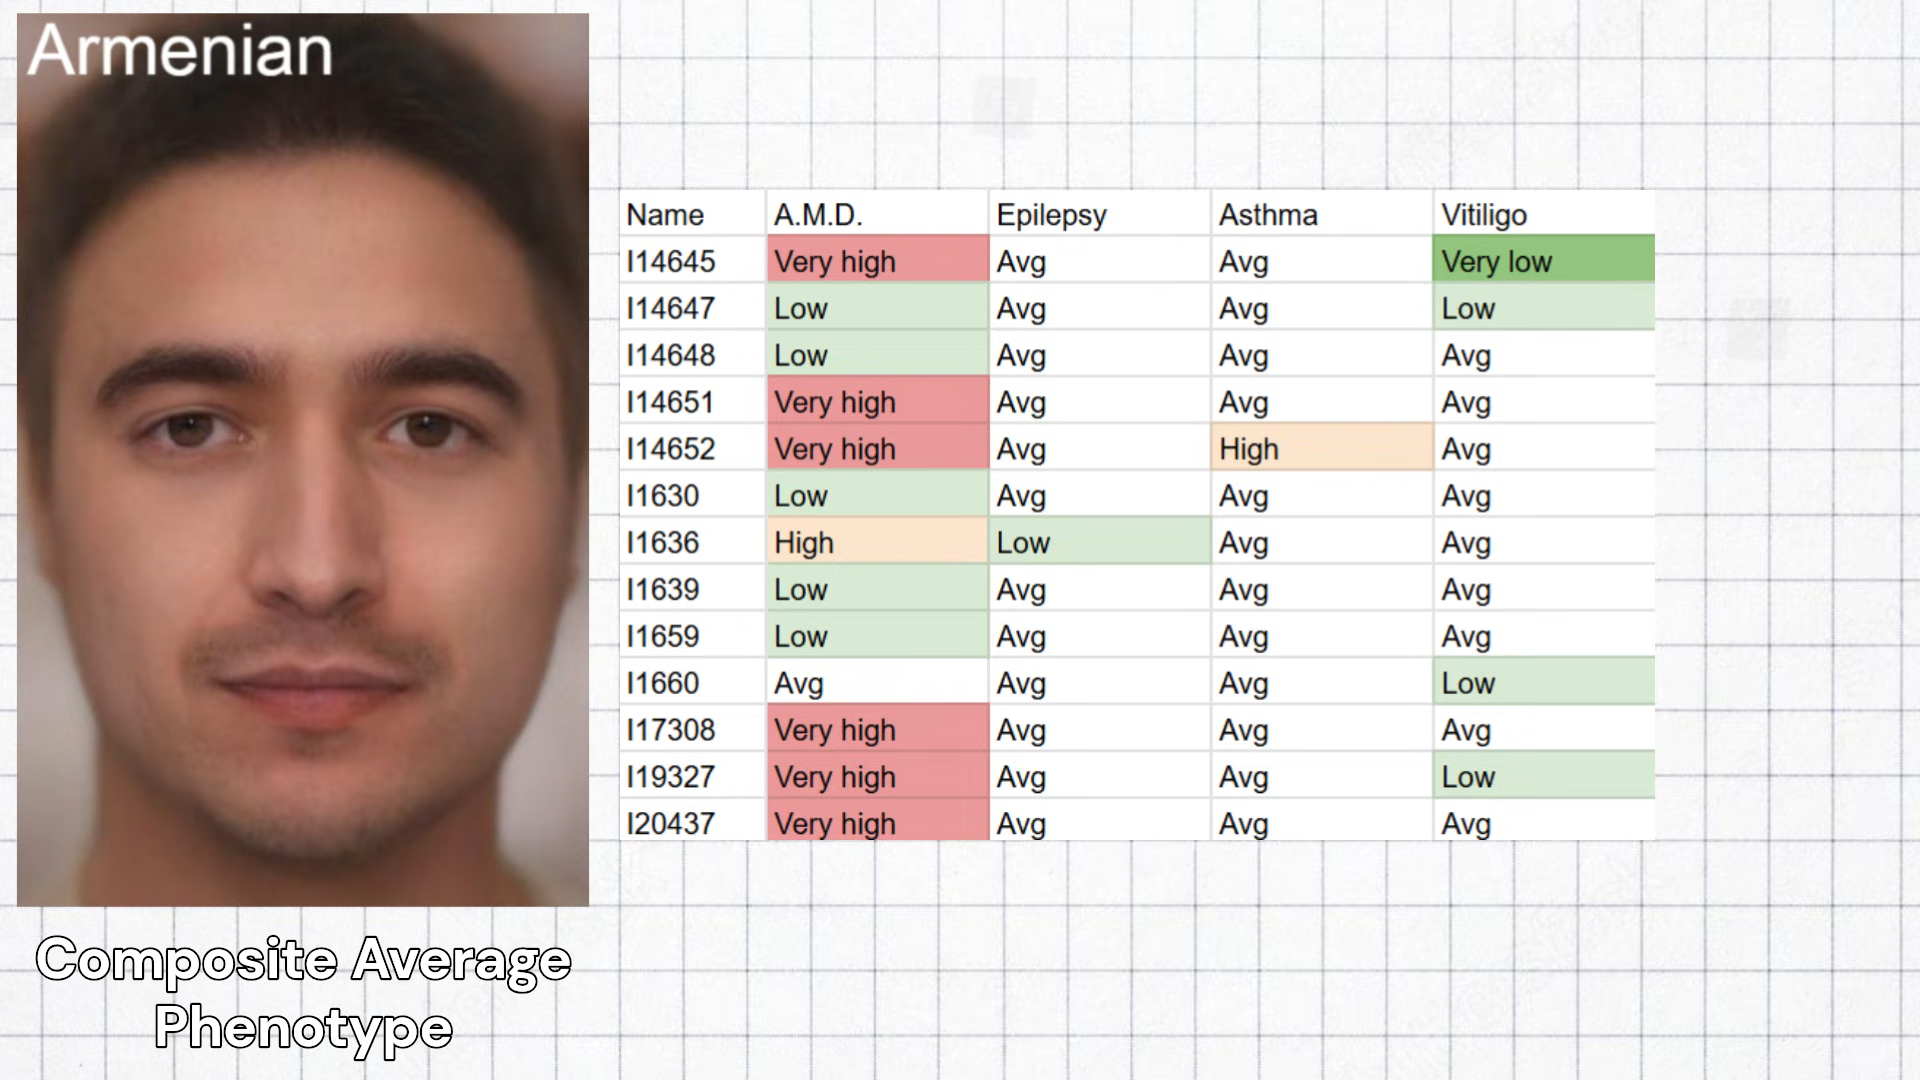 Armenian
Name A.M.D. Epilepsy Asthma Vitiligo
I14645 Very high Avg Avg Very low
I14647 Low Avg Avg Low
I14648 Low Avg Avg Avg
I14651 Very high Avg Avg Avg
I14652 Very high Avg High Avg
I1630 Low Avg Avg Avg
I1636 High Low Avg Avg
I1639 Low Avg Avg Avg
I1659 Low Avg Avg Avg
I1660 Avg Avg Avg Low
I17308 Very high Avg Avg Avg
I19327 Very high Avg Avg Low
I20437 Very high Avg Avg Avg
Composite Average
Phenotype